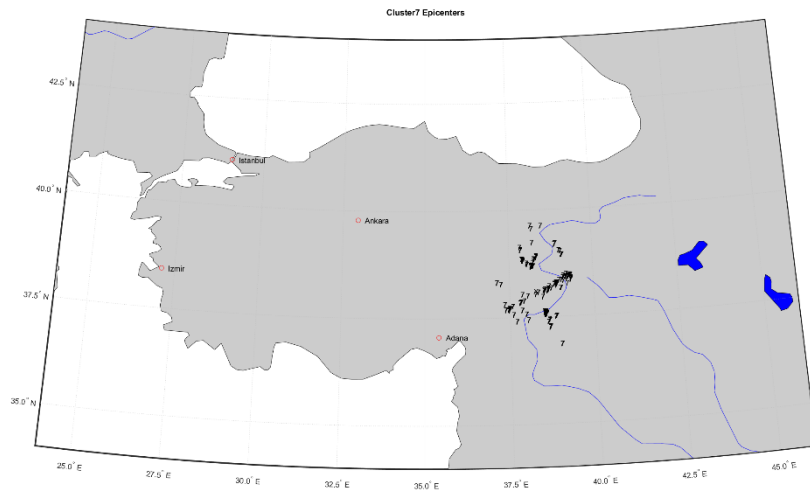 Cluster7 Epicenters
42.5° N
40.0° N
37.5° N
35.0° N
Istanbul
Ankara
Izmir
Adana
25.0° E
27.5° E
30.0° E
32.5° E
35.0° E
37.5° E
40.0° E
42.5° E
45.0° E